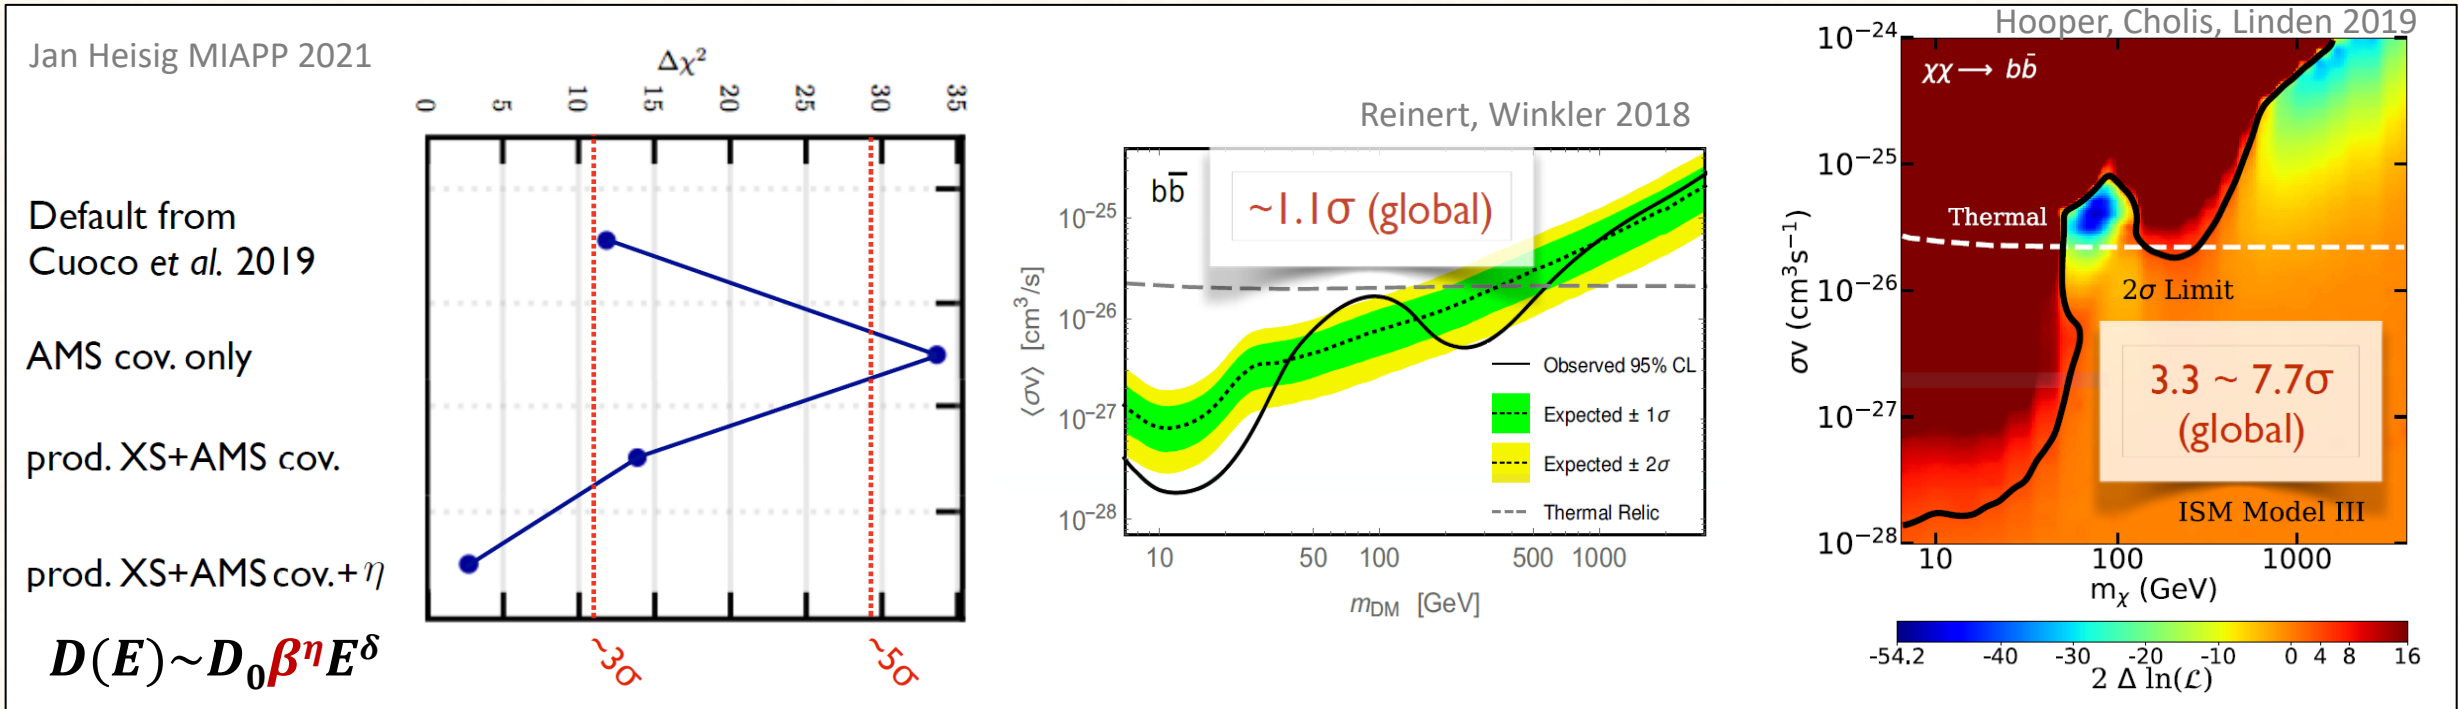 Jan Heisig MIAPP 2021
Δχ²
0 5 10 15 20 25 30 35
Default from
Cuoco et al. 2019
AMS cov. only
prod. XS+AMS cov.
prod. XS+AMS cov.+ η
D(E)~D₀β^ηE^δ
~3σ
~5σ
Reinert, Winkler 2018
bb̅
~1.1σ (global)
10⁻²⁵
10⁻²⁶
10⁻²⁷
10⁻²⁸
⟨σv⟩ [cm³/s]
Observed 95% CL
Expected ± 1σ
Expected ± 2σ
Thermal Relic
10 50 100 500 1000
m_DM [GeV]
Hooper, Cholis, Linden 2019
χχ⟶ bb̅
Thermal
2σ Limit
3.3 ~ 7.7σ
(global)
ISM Model III
10⁻²⁴
10⁻²⁵
10⁻²⁶
10⁻²⁷
10⁻²⁸
σv (cm³s⁻¹)
10 100 1000
m_χ (GeV)
-54.2 -40 -30 -20 -10 0 4 8 16
2 Δ ln(ℒ)